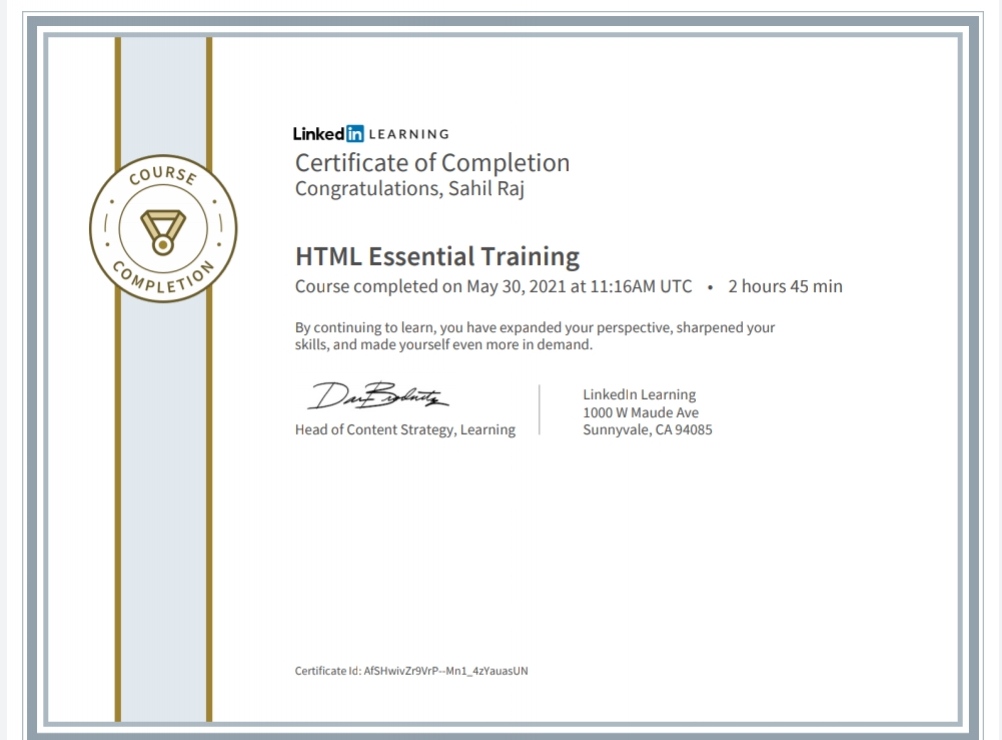 COURSE
COMPLETION
Linked in LEARNING
Certificate of Completion
Congratulations, Sahil Raj
HTML Essential Training
Course completed on May 30, 2021 at 11:16AM UTC • 2 hours 45 min
By continuing to learn, you have expanded your perspective, sharpened your
skills, and made yourself even more in demand.
Head of Content Strategy, Learning
LinkedIn Learning
1000 W Maude Ave
Sunnyvale, CA 94085
Certificate Id: AfSHwivZr9VrP--Mn1_4zYauasUN